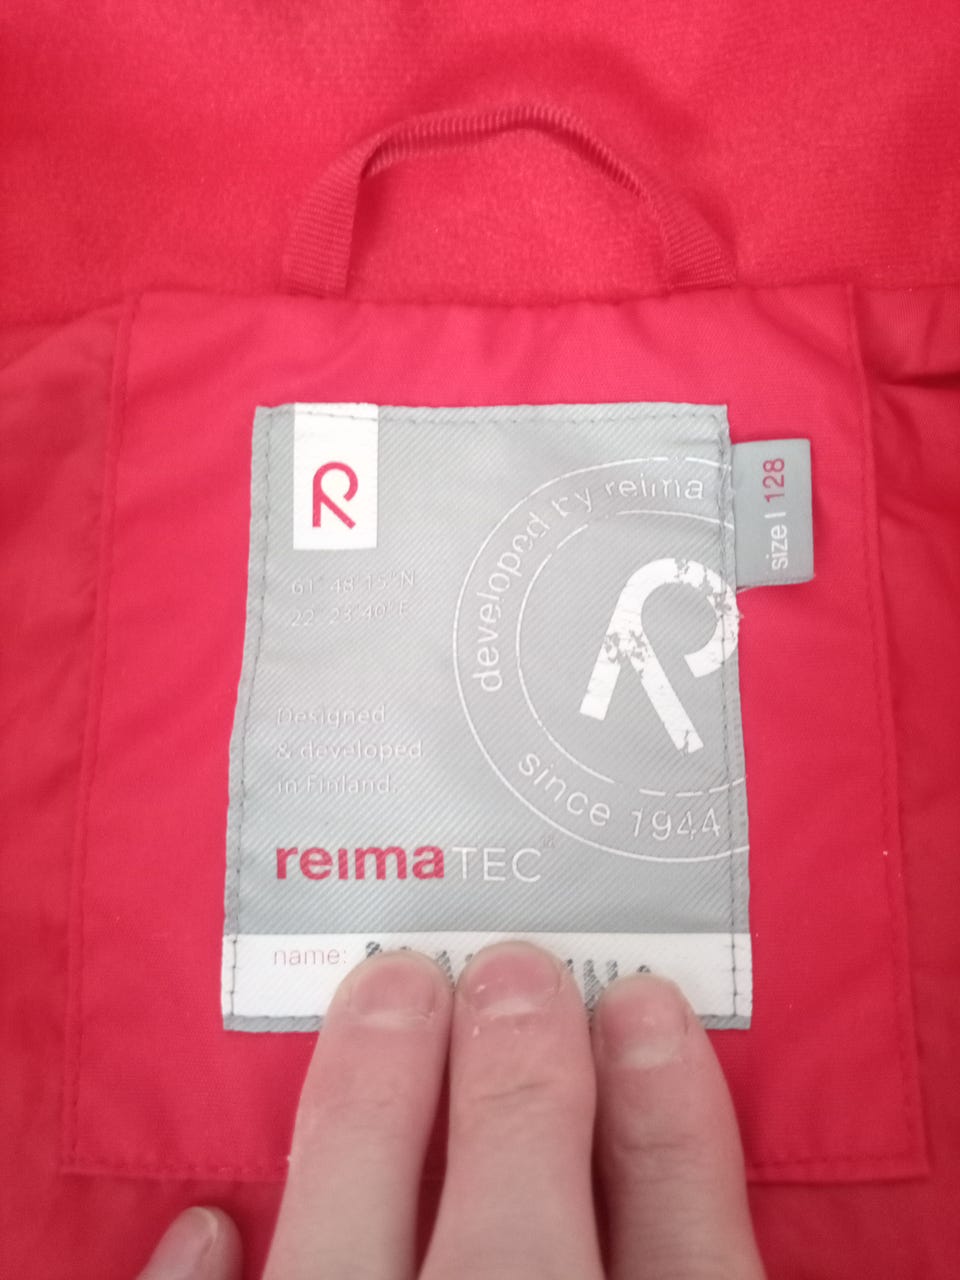 R
61° 48'15"N
22° 23'40"E
developed by reima
size | 128
R
since 1944
Designed
& developed
in Finland.
reimaTEC
name: